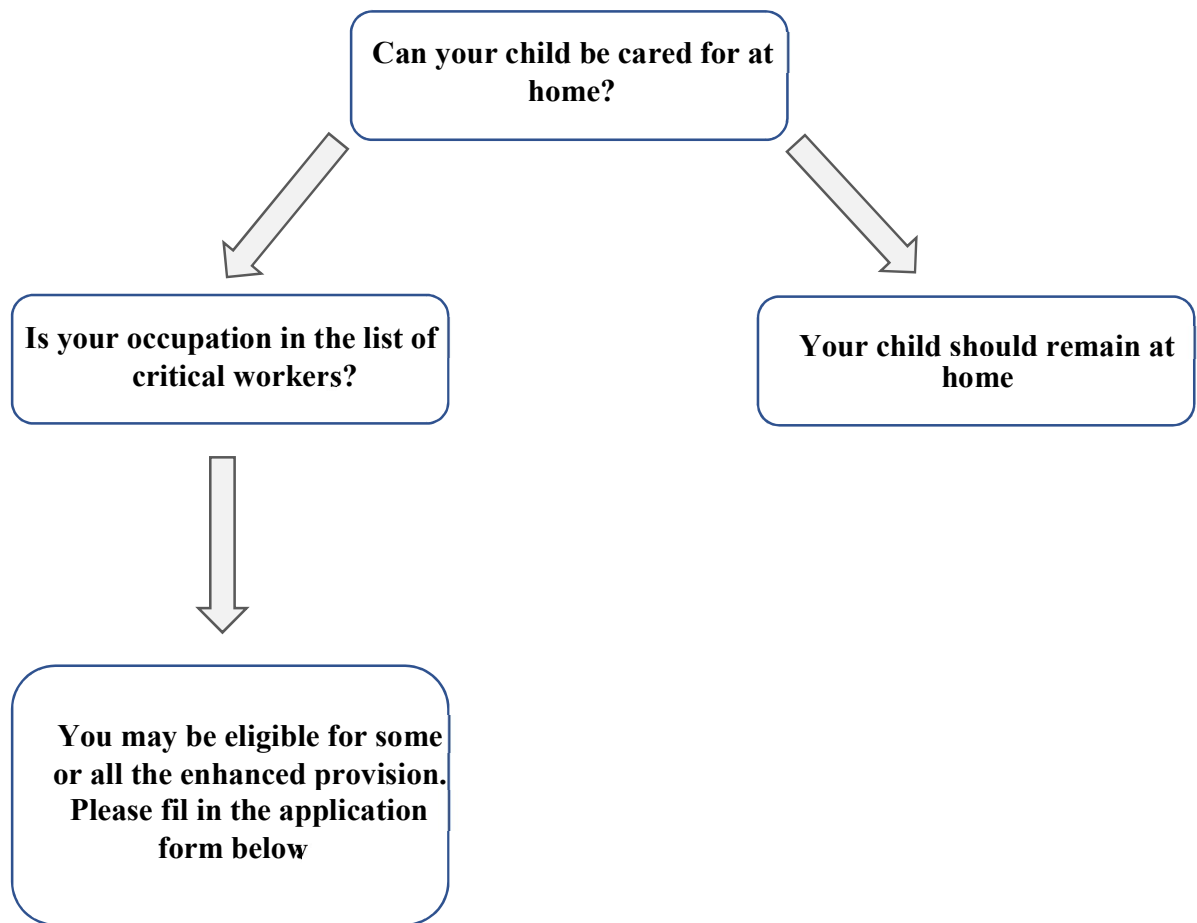 Can your child be cared for at
home?
Is your occupation in the list of
critical workers?
Your child should remain at
home
You may be eligible for some
or all the enhanced provision.
Please fil in the application
form below